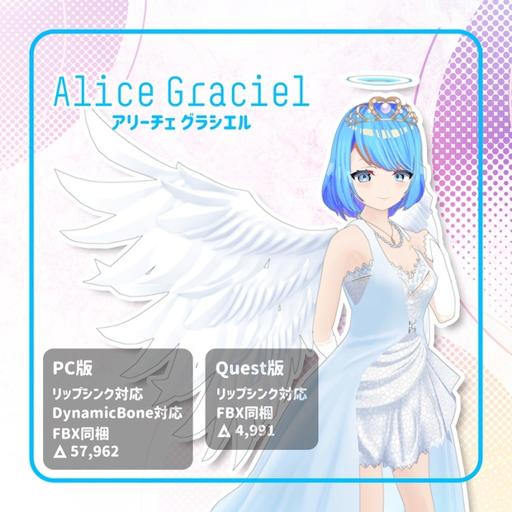 Alice Graciel
アリーチェ グラシエル
PC版
リップシンク対応
DynamicBone対応
FBX同梱
△ 57,962
Quest版
リップシンク対応
FBX同梱
△ 4,991